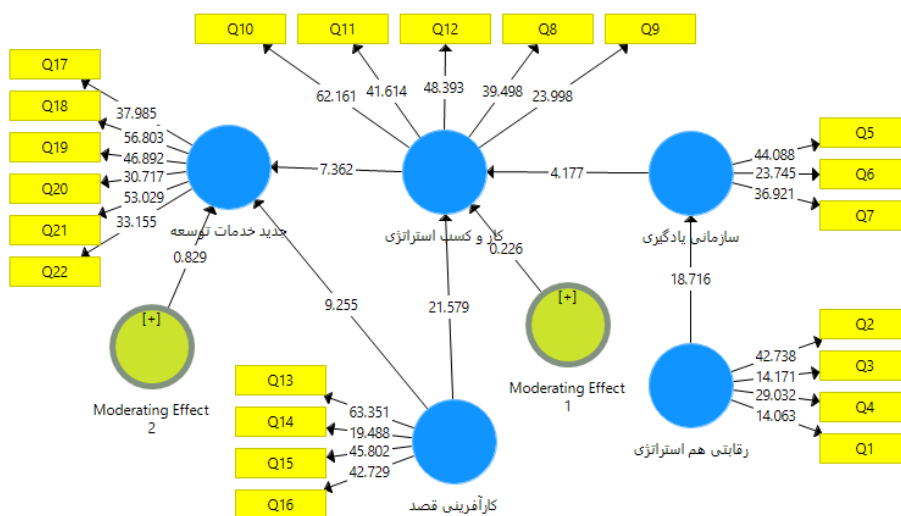 Q10
Q11
Q12
Q8
Q9
Q17
Q18
Q19
Q20
Q21
Q22
37.985
56.803
46.892
30.717
53.029
33.155
62.161
41.614
48.393
39.498
23.998
Q5
Q6
Q7
44.088
23.745
36.921
7.362
4.177
جدید خدمات توسعه
کار و کسب استراتژی
سازمانی یادگیری
0.829
0.226
18.716
9.255
21.579
[+]
Moderating Effect
2
[+]
Moderating Effect
1
Q2
Q3
Q4
Q1
42.738
14.171
29.032
14.063
رقابتی هم استراتژی
Q13
Q14
Q15
Q16
63.351
19.488
45.802
42.729
کارآفرینی قصد